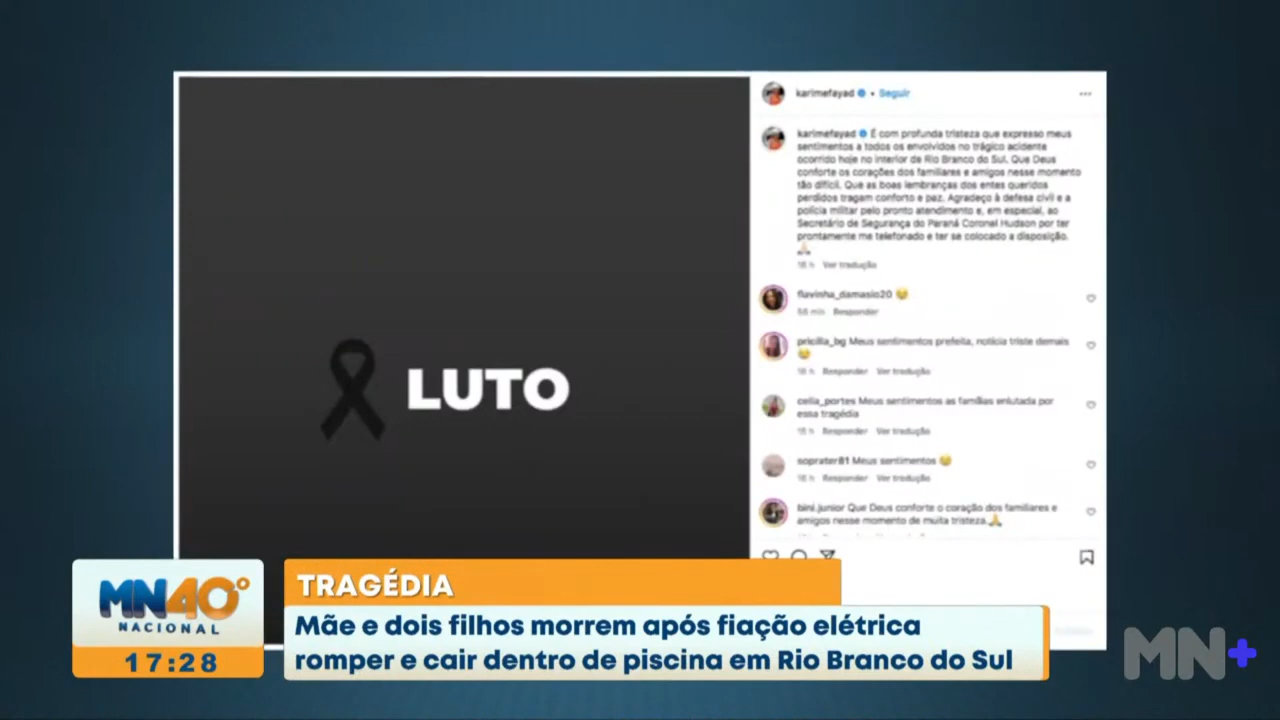 karimefayad • Seguir
karimefayad É com profunda tristeza que expresso meus
sentimentos a todos os envolvidos no trágico acidente
ocorrido hoje no interior de Rio Branco do Sul. Que Deus
conforte os corações dos familiares e amigos nesse momento
tão difícil. Que as boas lembranças dos entes queridos
perdidos tragam conforto e paz. Agradeço à defesa civil e a
polícia militar pelo pronto atendimento e, em especial, ao
Secretário de Segurança do Paraná Coronel Hudson por ter
prontamente me telefonado e ter se colocado a disposição.
🙏
Ver tradução
flavinha_damasio20 😢
56 min Responder
pricilla_bg Meus sentimentos prefeita, notícia triste demais
😢
Responder Ver tradução
celia_portes Meus sentimentos as famílias enlutada por
essa tragédia
Responder Ver tradução
soprater81 Meus sentimentos 😢
Responder Ver tradução
bini.junior Que Deus conforte o coração dos familiares e
amigos nesse momento de muita tristeza.🙏
LUTO
TRAGÉDIA
Mãe e dois filhos morrem após fiação elétrica
romper e cair dentro de piscina em Rio Branco do Sul
MN40°
NACIONAL
17:28
MN+